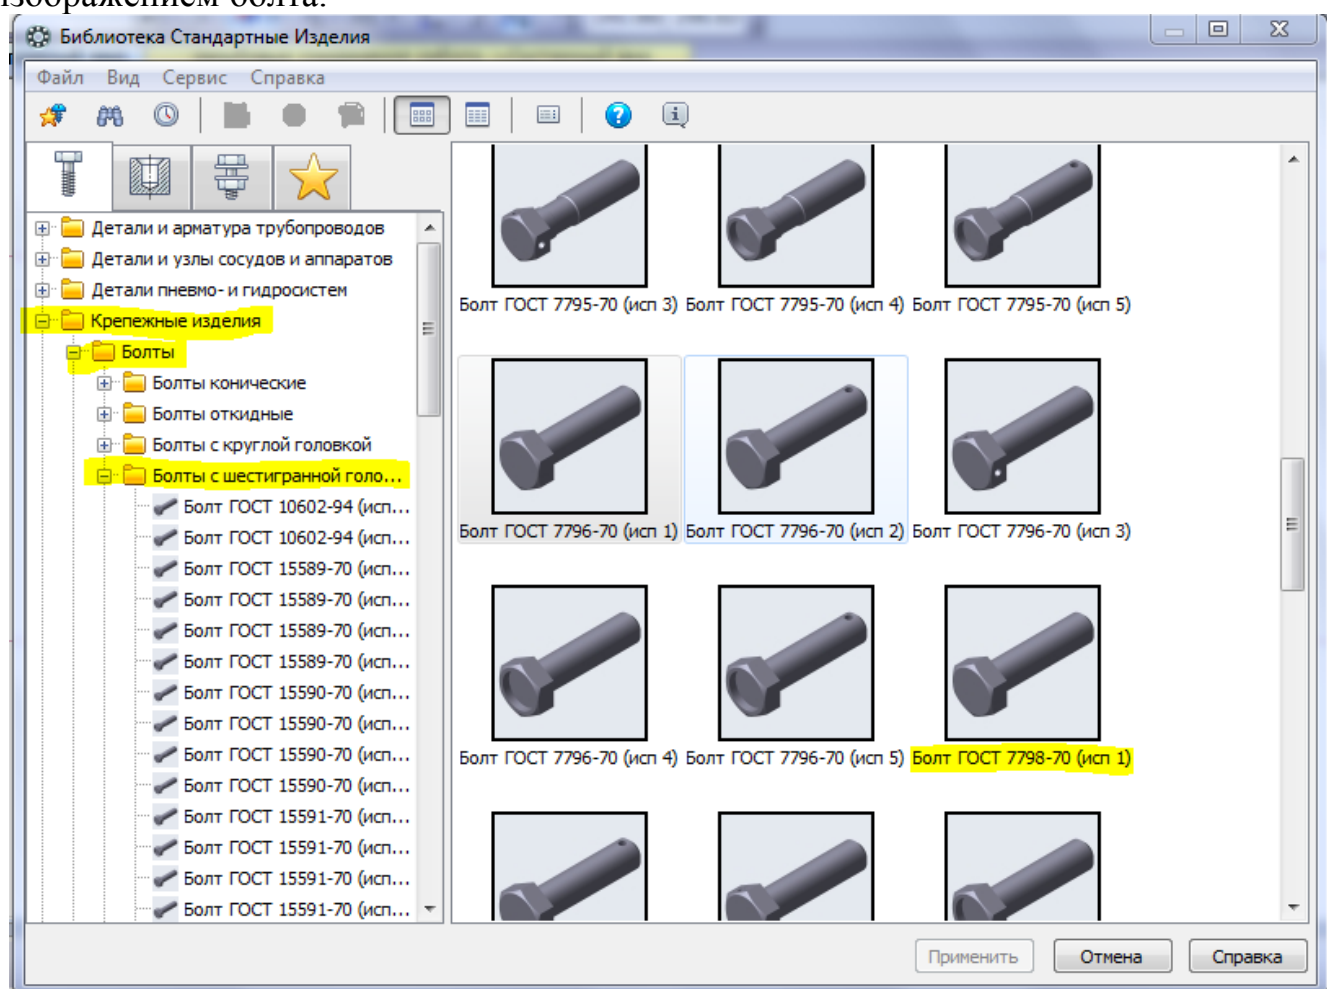 изображением болта.
Библиотека Стандартные Изделия
Файл Вид Сервис Справка
Детали и арматура трубопроводов
Детали и узлы сосудов и аппаратов
Детали пневмо- и гидросистем
Крепежные изделия
Болты
Болты конические
Болты откидные
Болты с круглой головкой
Болты с шестигранной голо...
Болт ГОСТ 10602-94 (исп...
Болт ГОСТ 10602-94 (исп...
Болт ГОСТ 15589-70 (исп...
Болт ГОСТ 15589-70 (исп...
Болт ГОСТ 15589-70 (исп...
Болт ГОСТ 15589-70 (исп...
Болт ГОСТ 15590-70 (исп...
Болт ГОСТ 15590-70 (исп...
Болт ГОСТ 15590-70 (исп...
Болт ГОСТ 15590-70 (исп...
Болт ГОСТ 15591-70 (исп...
Болт ГОСТ 15591-70 (исп...
Болт ГОСТ 15591-70 (исп...
Болт ГОСТ 15591-70 (исп...
Болт ГОСТ 7795-70 (исп 3) Болт ГОСТ 7795-70 (исп 4) Болт ГОСТ 7795-70 (исп 5)
Болт ГОСТ 7796-70 (исп 1) Болт ГОСТ 7796-70 (исп 2) Болт ГОСТ 7796-70 (исп 3)
Болт ГОСТ 7796-70 (исп 4) Болт ГОСТ 7796-70 (исп 5) Болт ГОСТ 7798-70 (исп 1)
Применить Отмена Справка